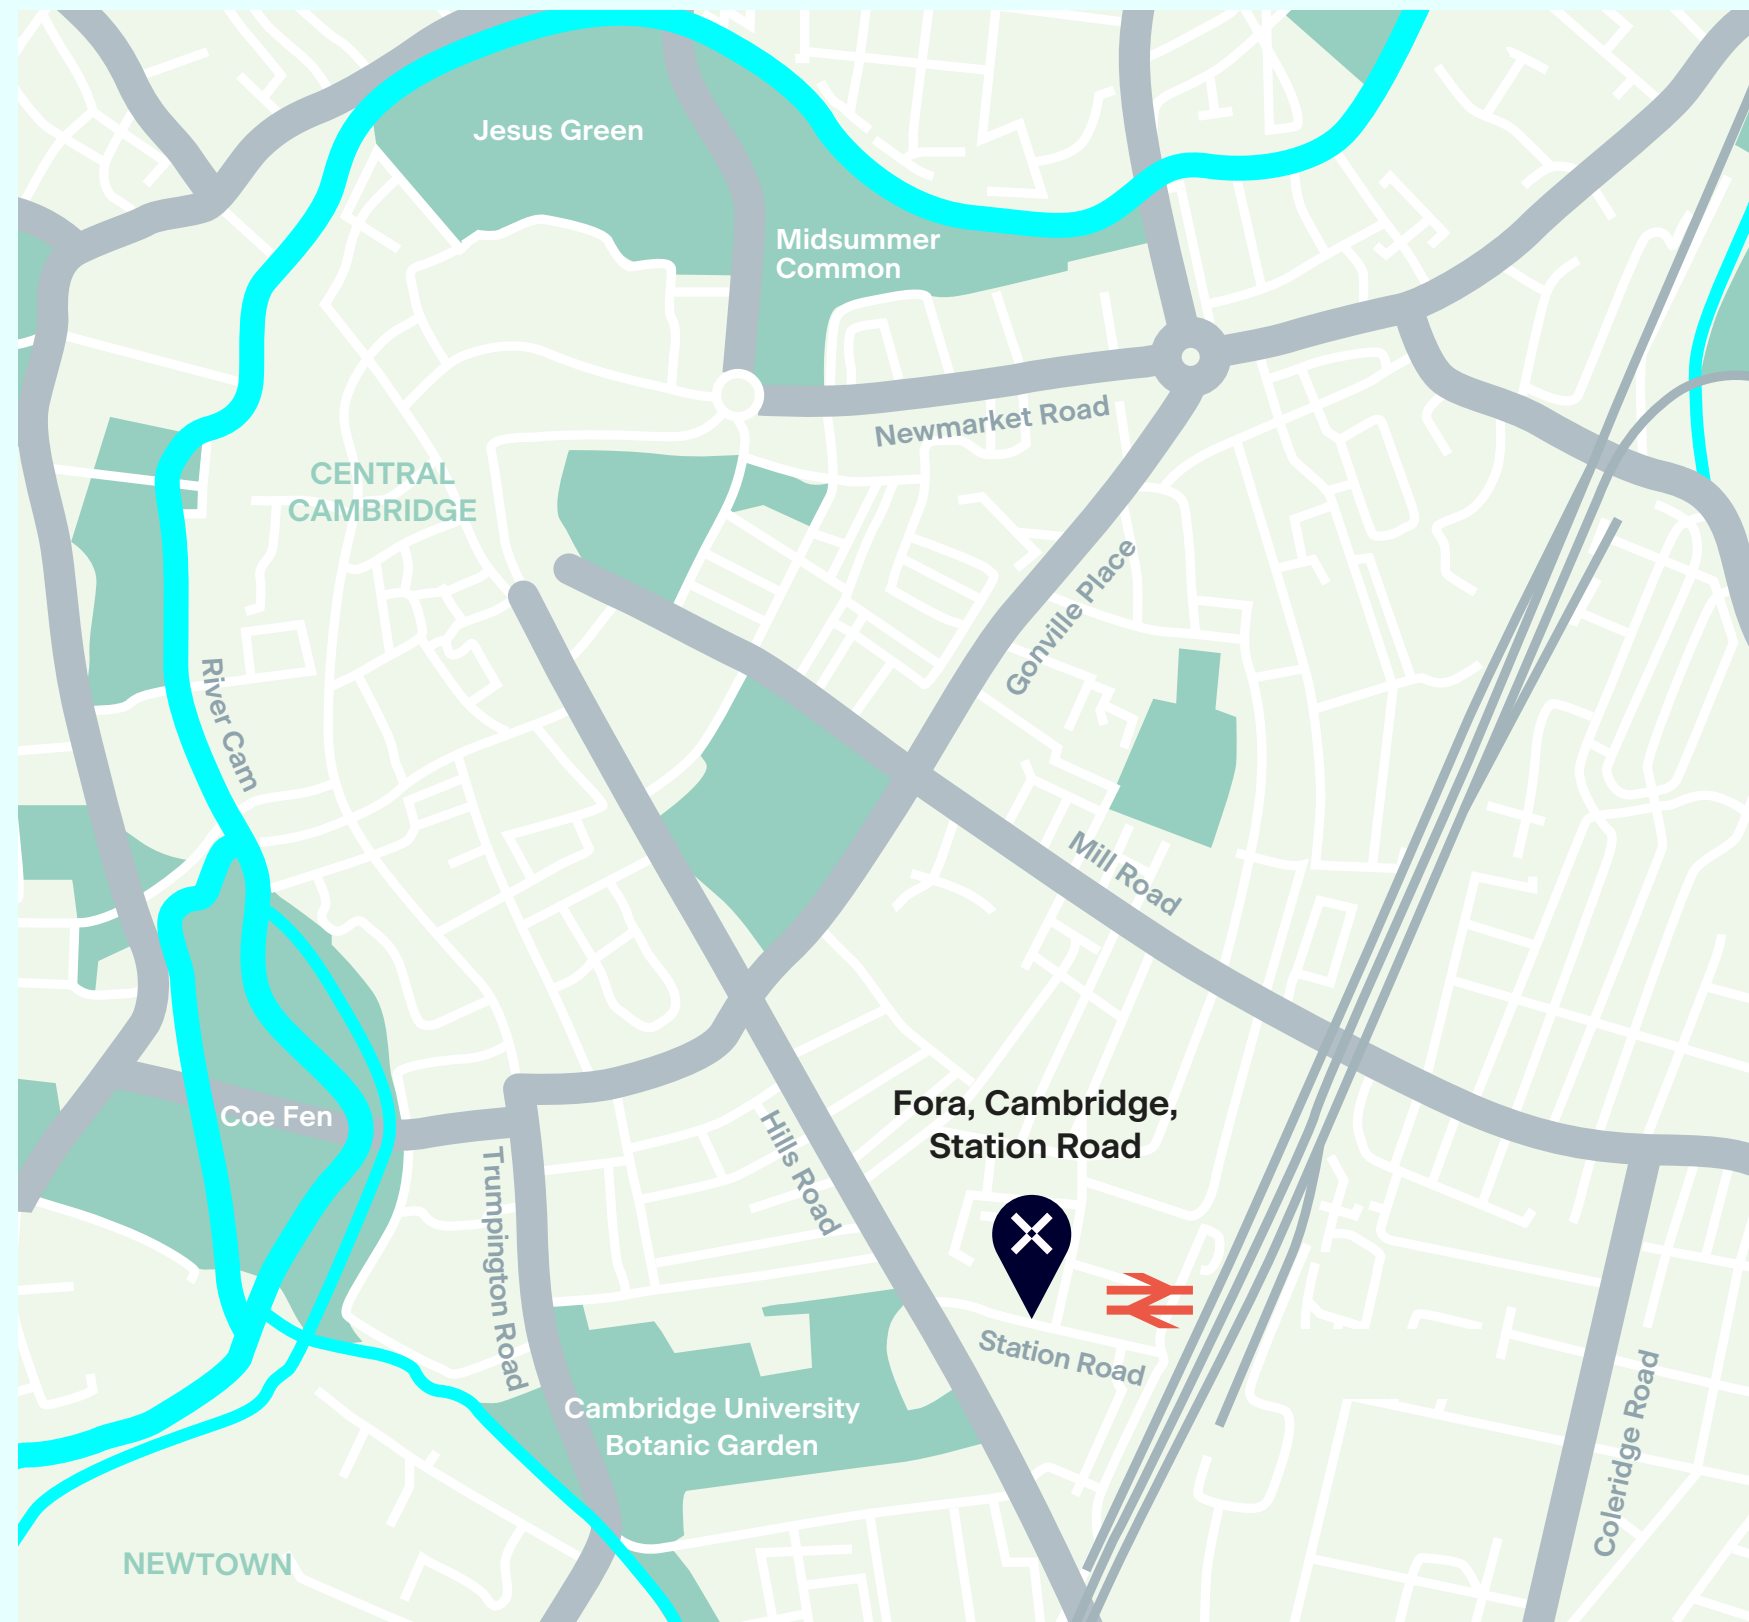 Jesus Green
Midsummer
Common
Newmarket Road
CENTRAL
CAMBRIDGE
Gonville Place
River Cam
Mill Road
Fora, Cambridge,
Station Road
Coe Fen
Hills Road
Trumpington Road
Station Road
Cambridge University
Botanic Garden
Coleridge Road
NEWTOWN